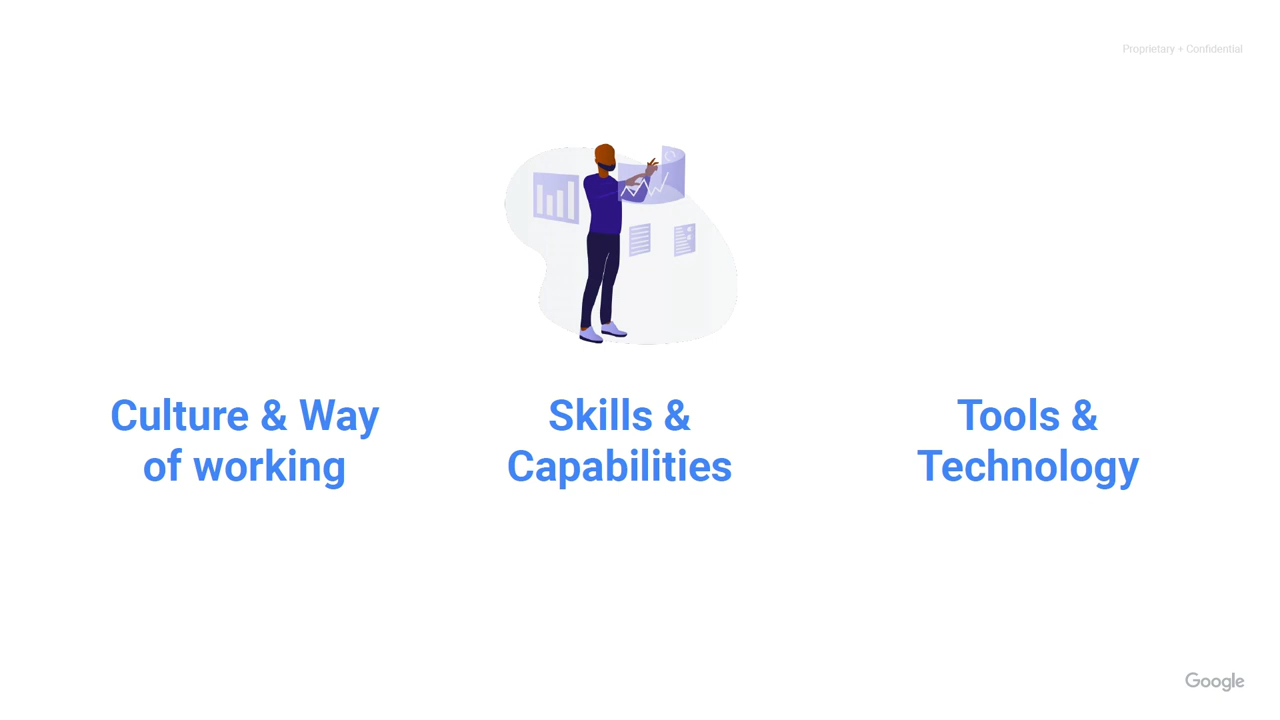 Proprietary + Confidential
Culture & Way
of working
Skills &
Capabilities
Tools &
Technology
Google